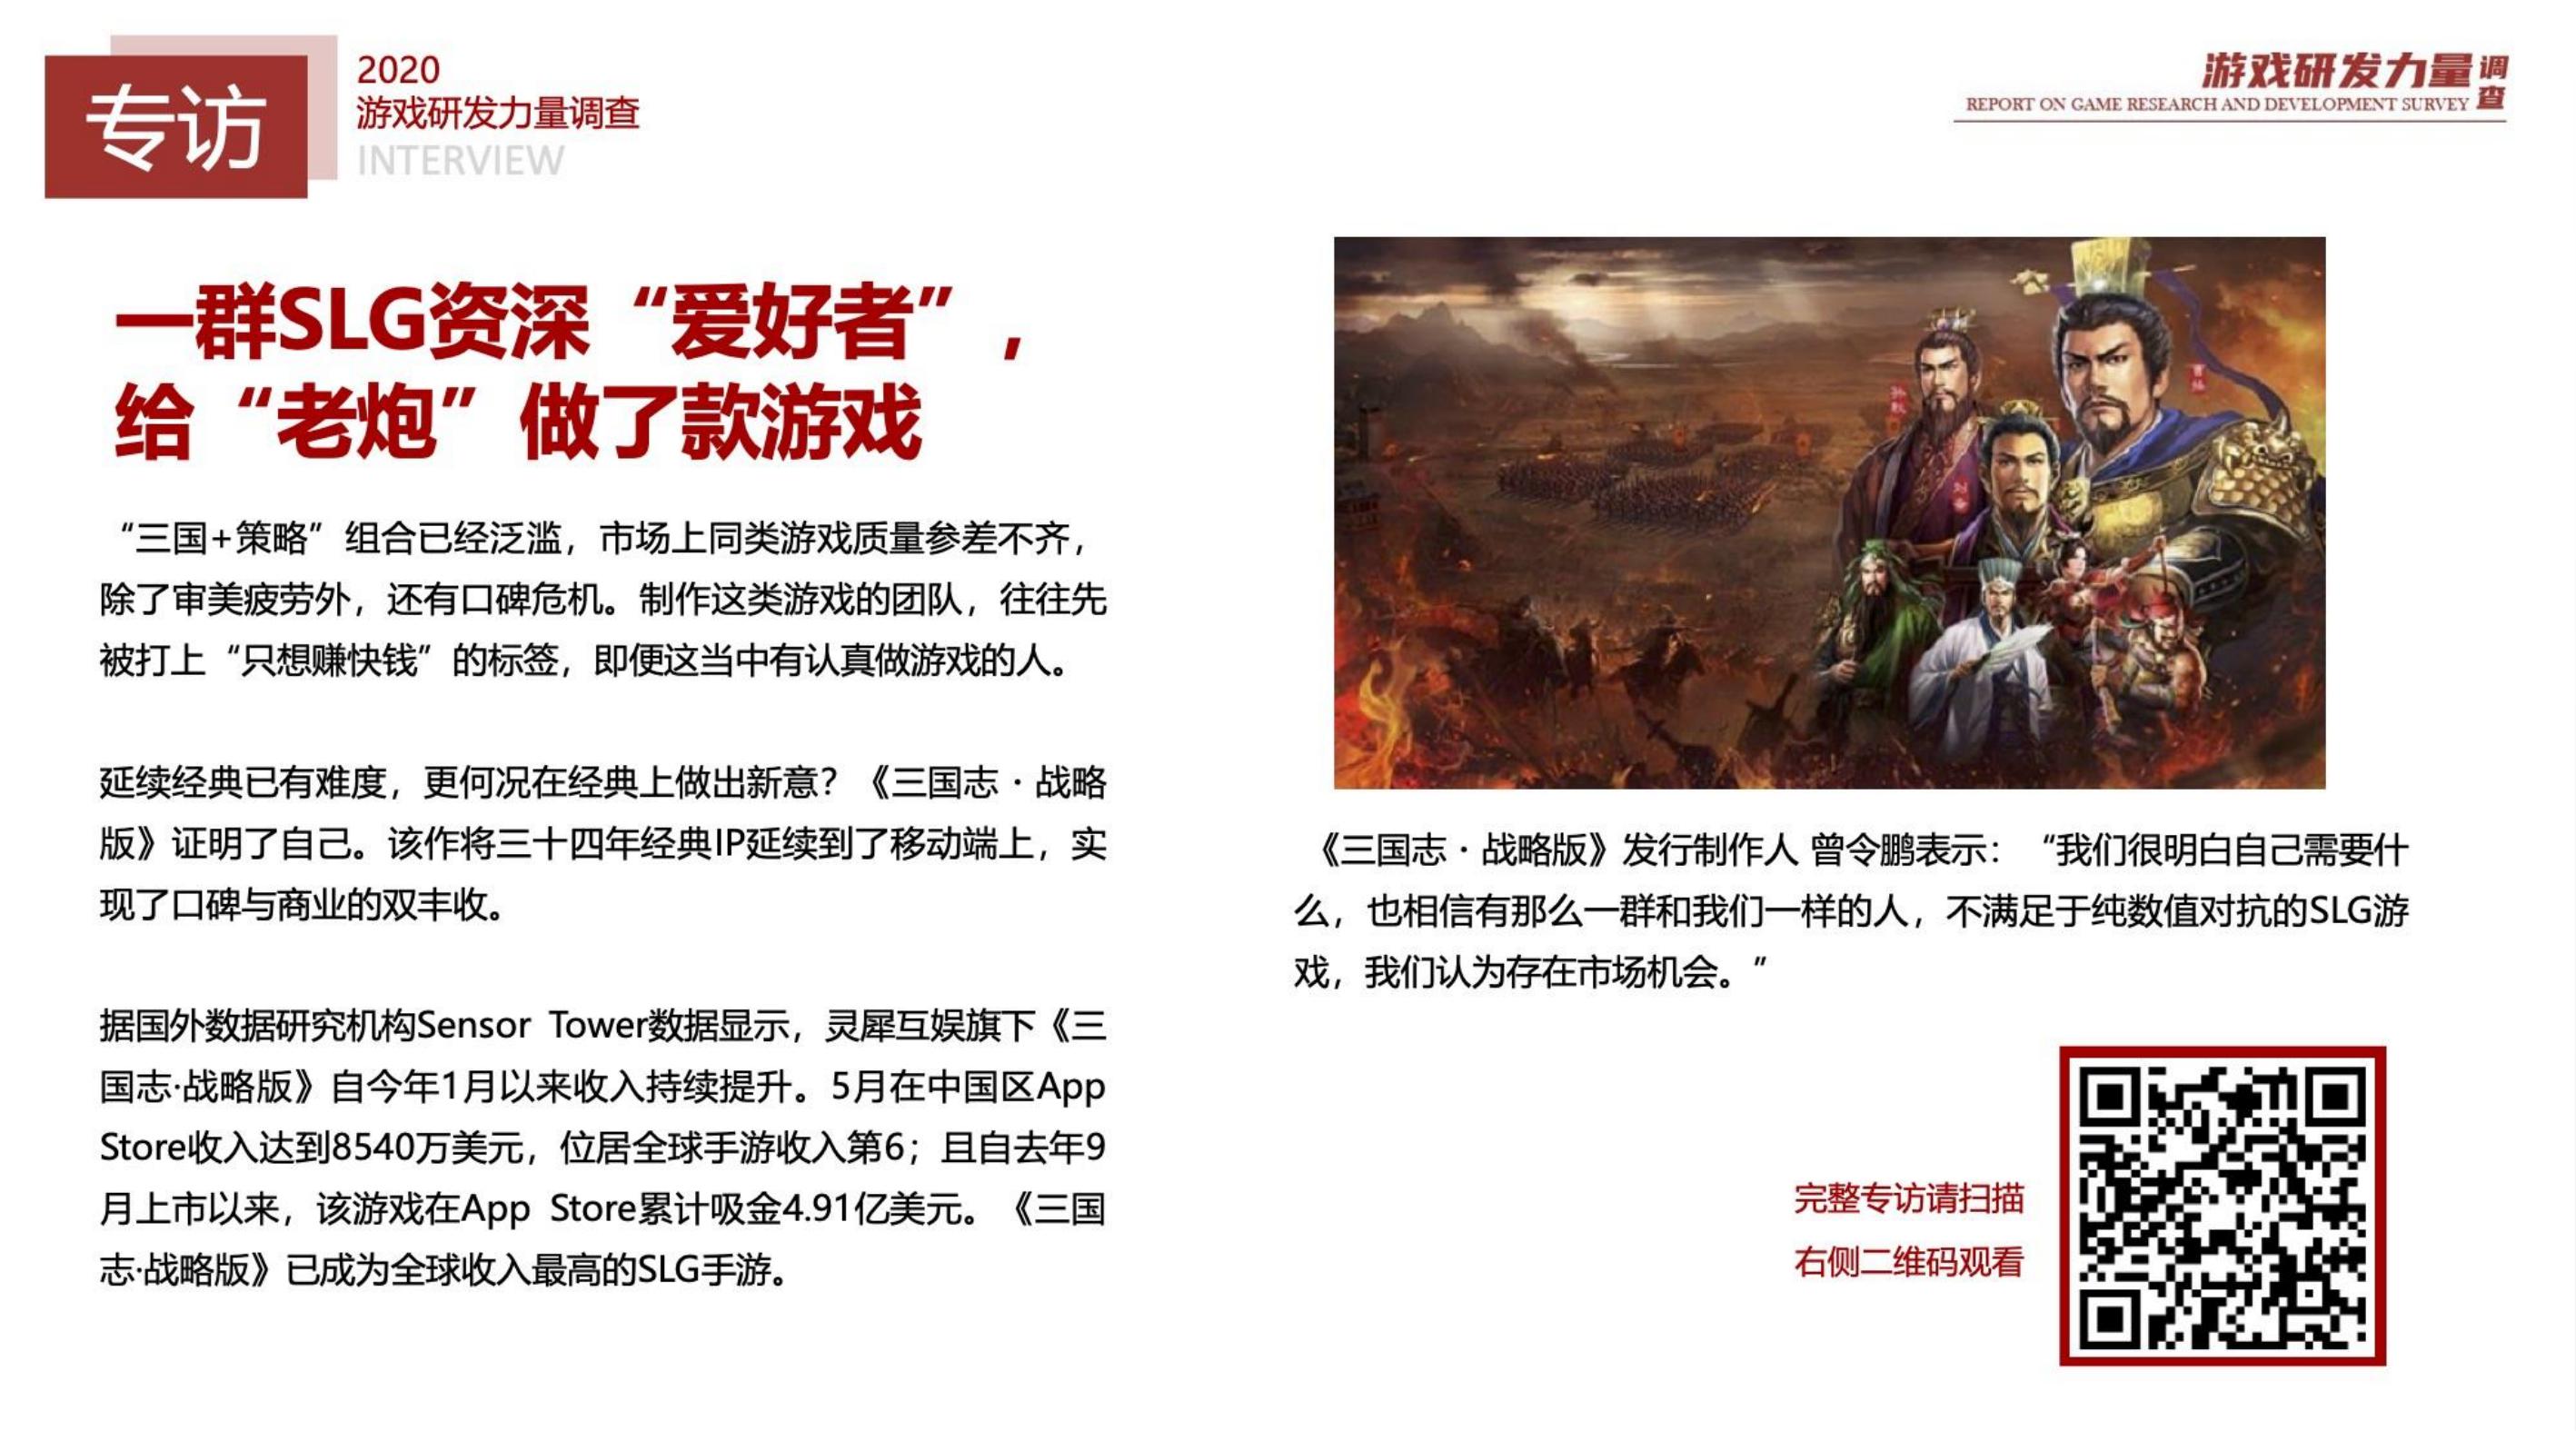 专访
2020
游戏研发力量调查
INTERVIEW
游戏研发力量调查
REPORT ON GAME RESEARCH AND DEVELOPMENT SURVEY
一群SLG资深“爱好者”，
给“老炮”做了款游戏
“三国+策略”组合已经泛滥，市场上同类游戏质量参差不齐，
除了审美疲劳外，还有口碑危机。制作这类游戏的团队，往往先
被打上“只想赚快钱”的标签，即便这当中有认真做游戏的人。
延续经典已有难度，更何况在经典上做出新意？《三国志·战略
版》证明了自己。该作将三十四年经典IP延续到了移动端上，实
现了口碑与商业的双丰收。
据国外数据研究机构Sensor Tower数据显示，灵犀互娱旗下《三
国志·战略版》自今年1月以来收入持续提升。5月在中国区App
Store收入达到8540万美元，位居全球手游收入第6；且自去年9
月上市以来，该游戏在App Store累计吸金4.91亿美元。《三国
志·战略版》已成为全球收入最高的SLG手游。
《三国志·战略版》发行制作人 曾令鹏表示：“我们很明白自己需要什
么，也相信有那么一群和我们一样的人，不满足于纯数值对抗的SLG游
戏，我们认为存在市场机会。”
完整专访请扫描
右侧二维码观看